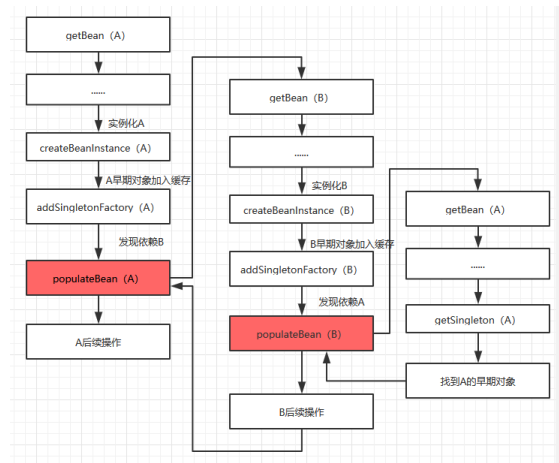 getBean（A）
......
实例化A
createBeanInstance（A）
A早期对象加入缓存
addSingletonFactory（A）
发现依赖B
populateBean（A）
A后续操作
getBean（B）
......
实例化B
createBeanInstance（B）
B早期对象加入缓存
addSingletonFactory（B）
发现依赖A
populateBean（B）
B后续操作
getBean（A）
......
getSingleton（A）
找到A的早期对象